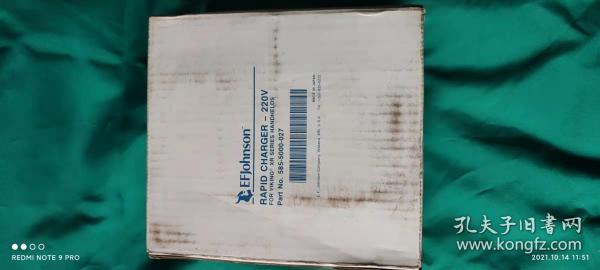 EFJohnson™
RAPID CHARGER – 220V
FOR VIKING® XR SERIES HANDHELDS
Part No. 585-5000-027
MADE IN JAPAN
REDMI NOTE 9 PRO
孔夫子旧书网
www.kongfz.com
2021.10.14 11:51